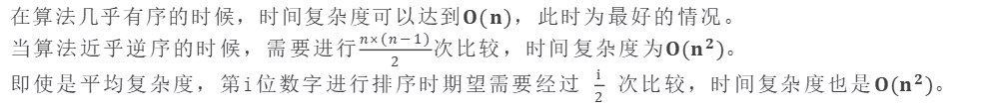 在算法几乎有序的时候，时间复杂度可以达到O(n)，此时为最好的情况。
当算法近乎逆序的时候，需要进行\frac{n×(n−1)}{2}次比较，时间复杂度为O(n²)。
即使是平均复杂度，第i位数字进行排序时期望需要经过 \frac{i}{2} 次比较，时间复杂度也是O(n²)。